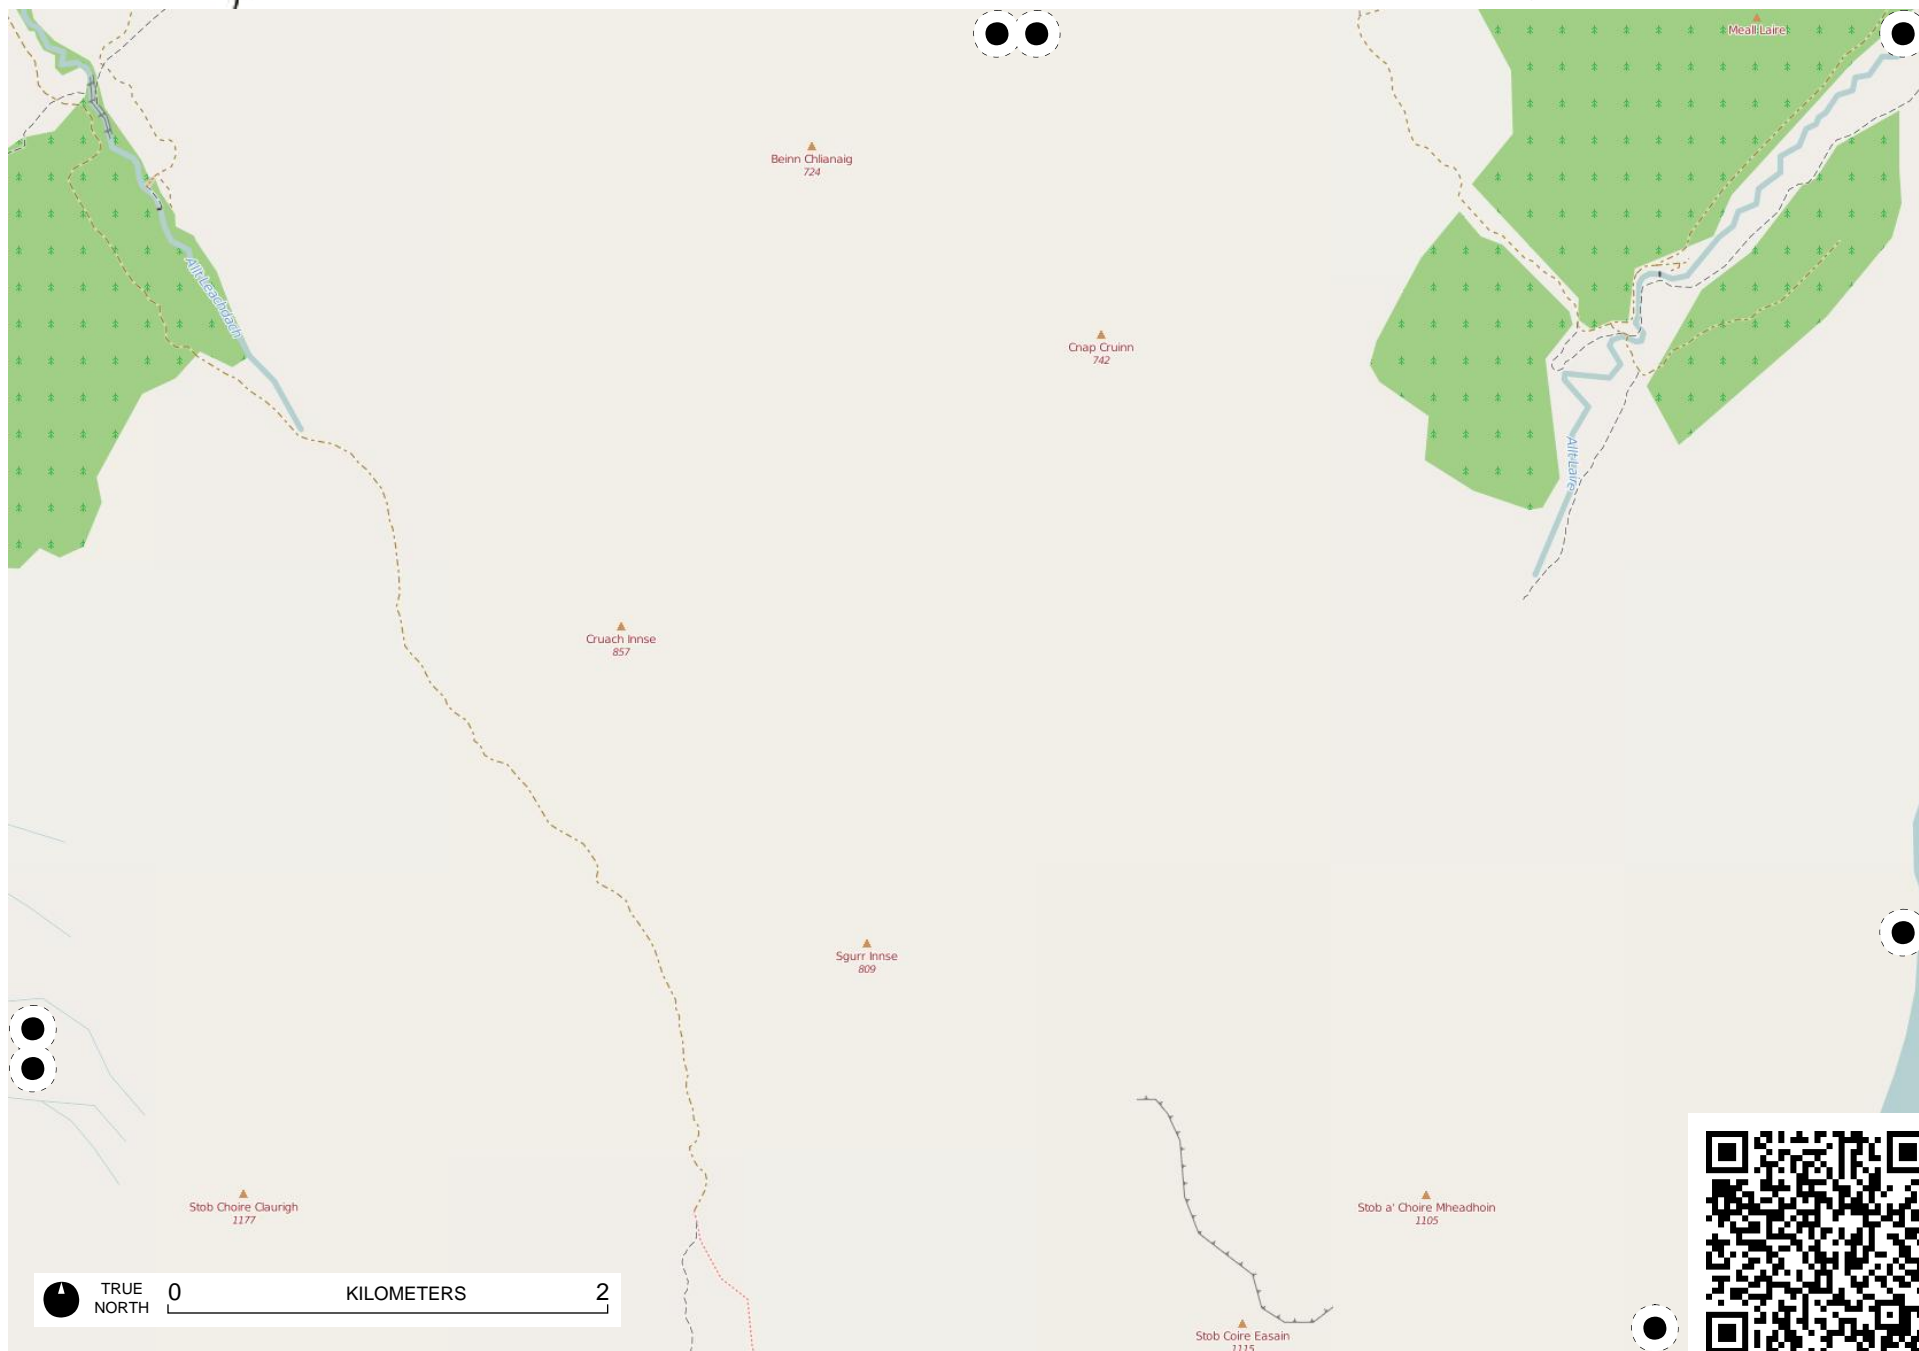 Meall Laire
Beinn Chlianaig
724
Allt Leachdach
Cnap Cruinn
742
Allt Laire
Cruach Innse
857
Sgurr Innse
809
Stob Choire Claurigh
1177
Stob a' Choire Mheadhoin
1105
TRUE
NORTH
0 KILOMETERS 2
Stob Coire Easain
1115